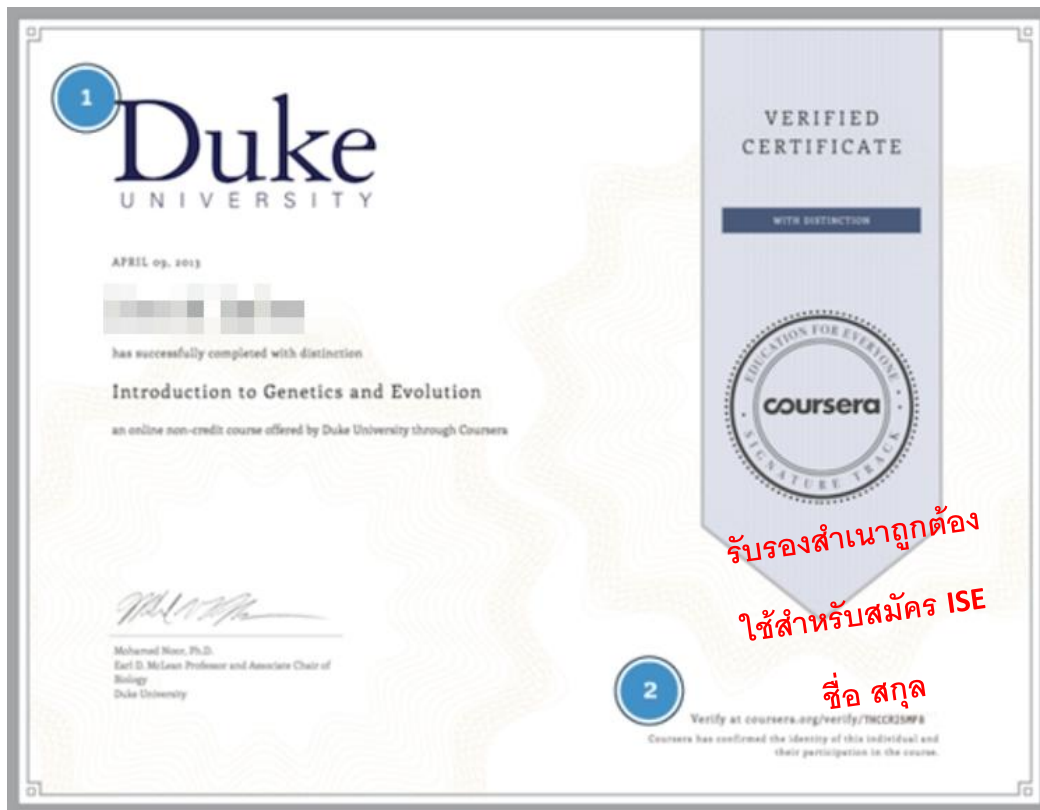 1
Duke
UNIVERSITY
APRIL 09, 2013
has successfully completed with distinction
Introduction to Genetics and Evolution
an online non-credit course offered by Duke University through Coursera
Mohamed Noor, Ph.D.
Earl D. McLean Professor and Associate Chair of
Biology
Duke University
VERIFIED
CERTIFICATE
WITH DISTINCTION
EDUCATION FOR EVERYONE
coursera
SIGNATURE TRACK
รับรองสำเนาถูกต้อง
ใช้สำหรับสมัคร ISE
ชื่อ สกุล
2
Verify at coursera.org/verify/
Coursera has confirmed the identity of this individual and
their participation in the course.